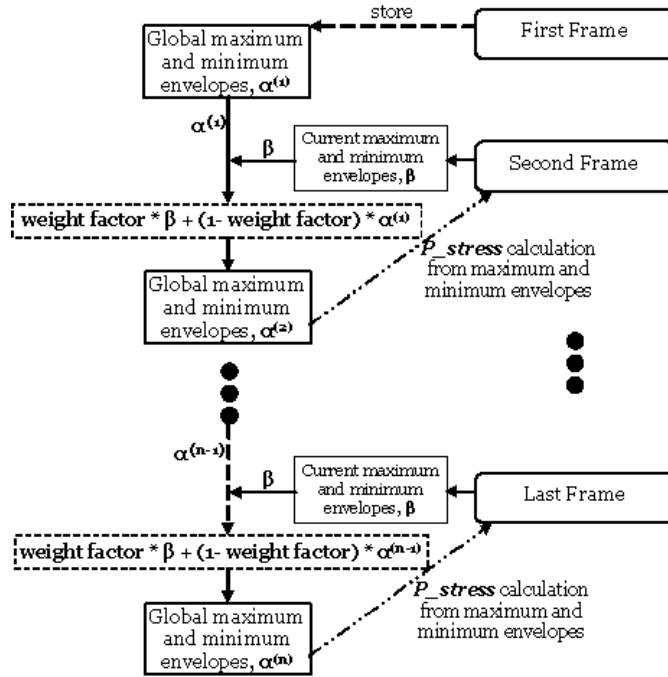 store
First Frame
Global maximum
and minimum
envelopes, α⁽¹⁾
α⁽¹⁾
β
Current maximum
and minimum
envelopes, β
Second Frame
weight factor * β + (1- weight factor) * α⁽¹⁾
P_stress calculation
from maximum and
minimum envelopes
Global maximum
and minimum
envelopes, α⁽²⁾
α⁽ⁿ⁻¹⁾
β
Current maximum
and minimum
envelopes, β
Last Frame
weight factor * β + (1- weight factor) * α⁽ⁿ⁻¹⁾
P_stress calculation
from maximum and
minimum envelopes
Global maximum
and minimum
envelopes, α⁽ⁿ⁾